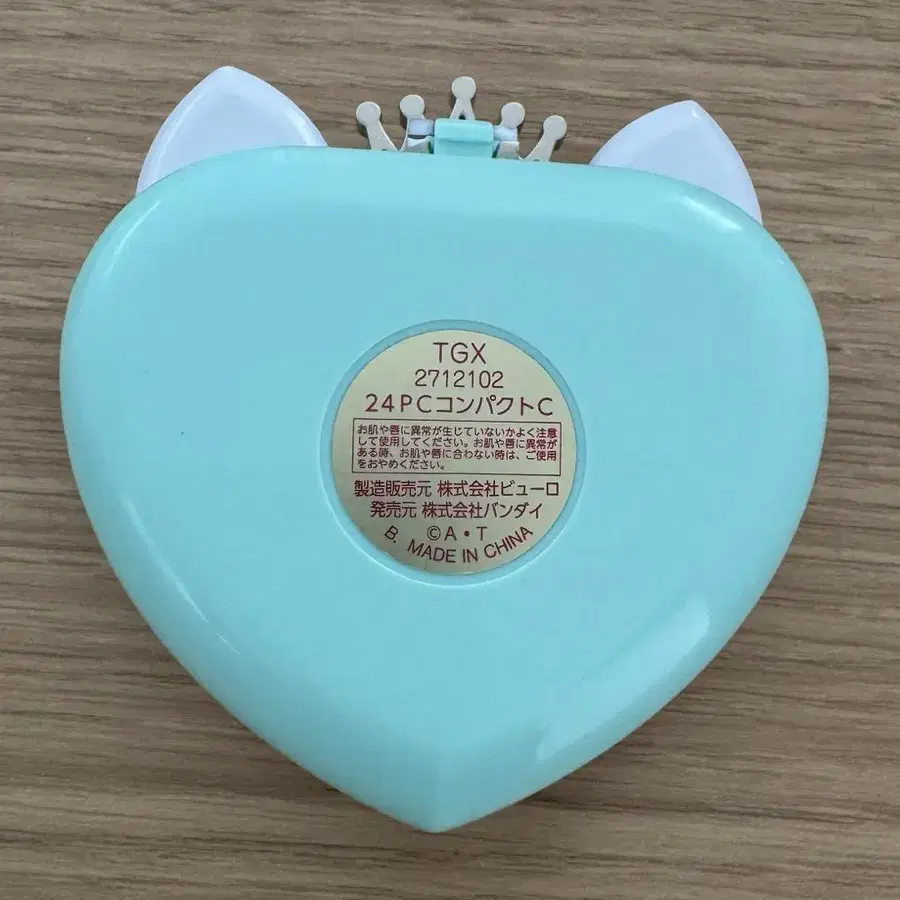 TGX
2712102
24PCコンパクトC
お肌や唇に異常が生じていないかよく注意
して使用してください。お肌や唇に異常が
ある時、お肌や唇に合わない時は、ご使用
をおやめください。
製造販売元 株式会社ビューロ
発売元 株式会社バンダイ
©A・T
B. MADE IN CHINA